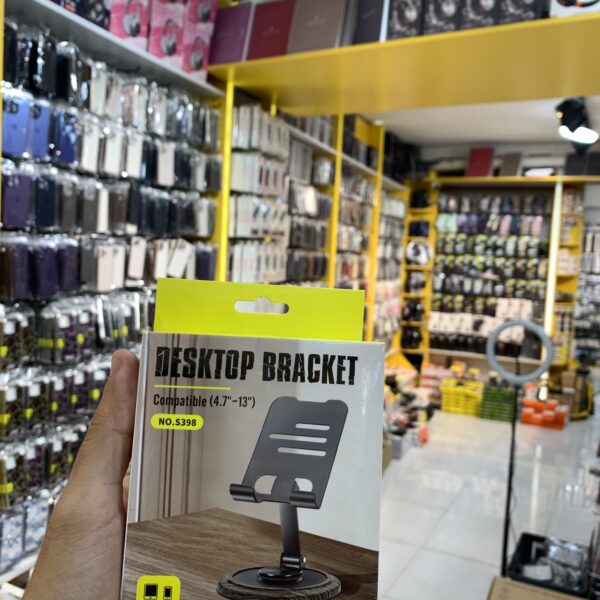 DESKTOP BRACKET
Compatible (4.7"-13")
NO.S398